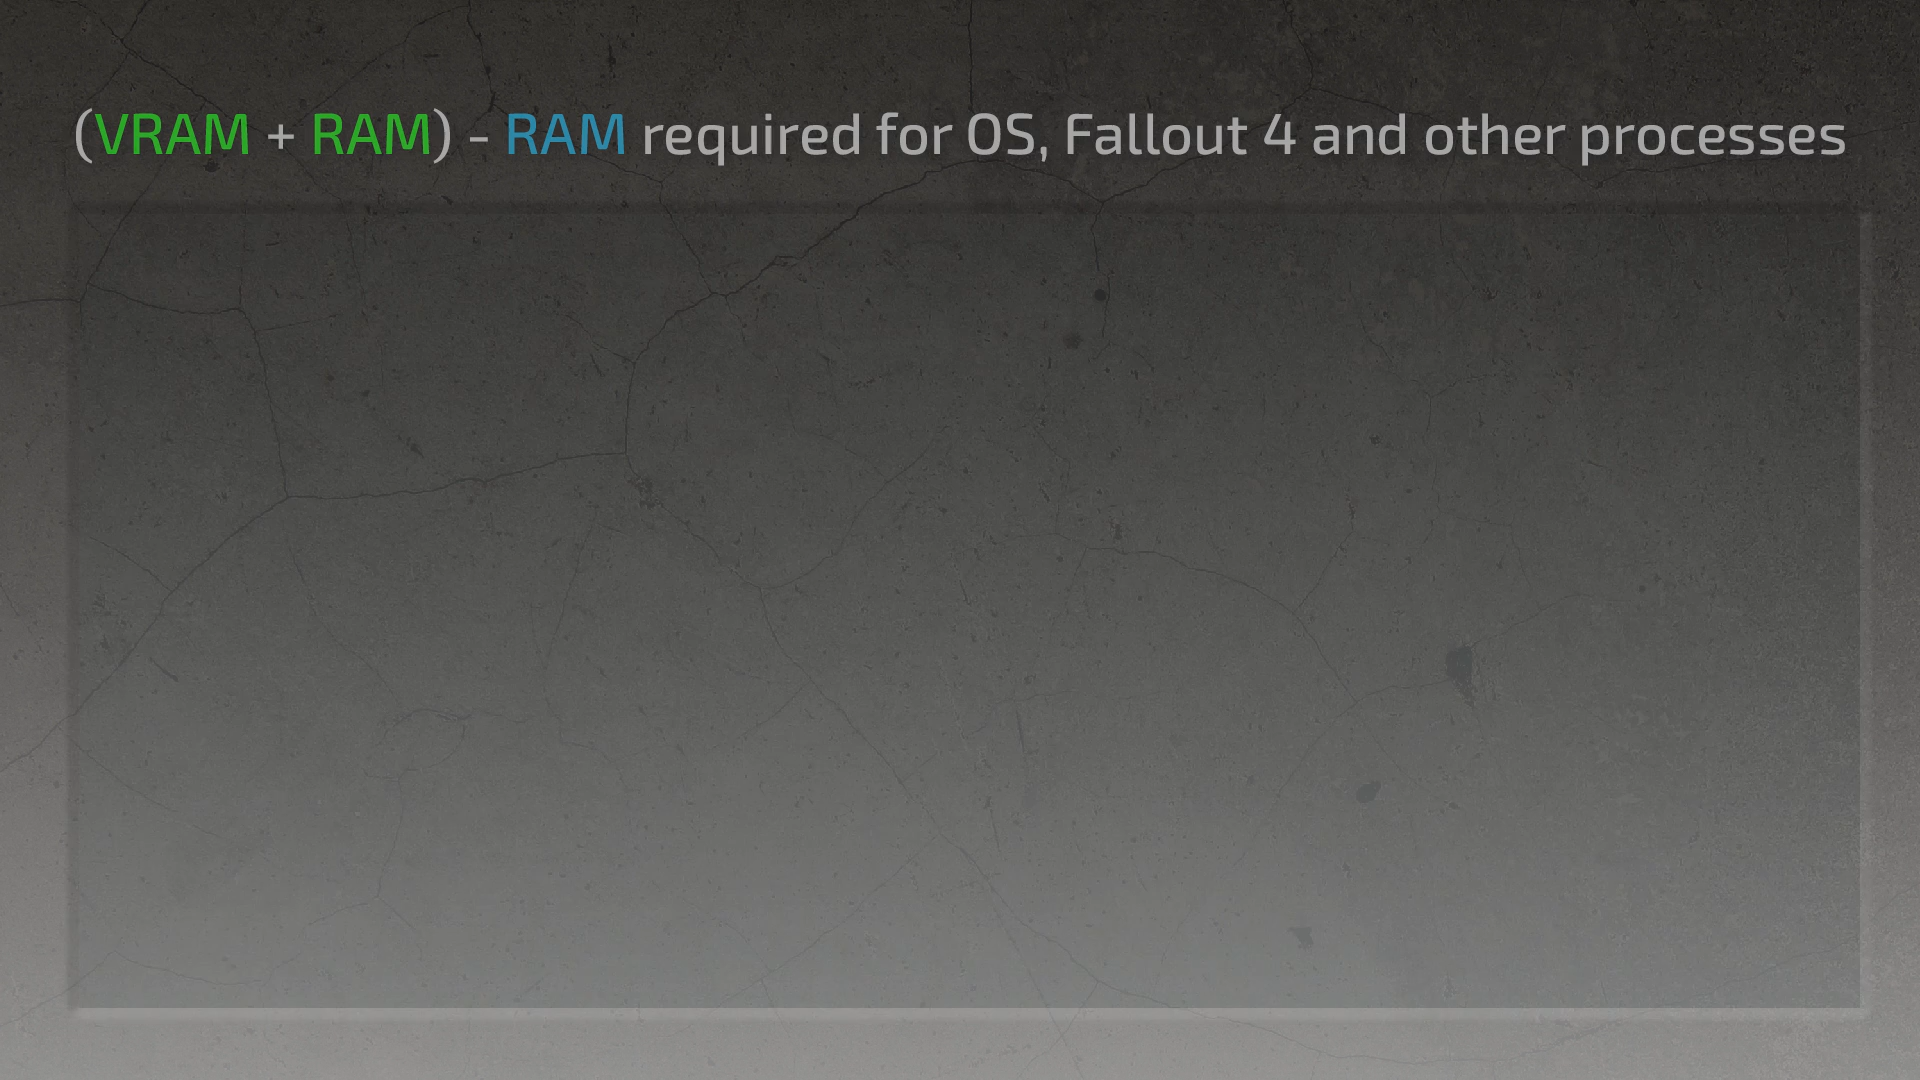 (VRAM + RAM) - RAM required for OS, Fallout 4 and other processes